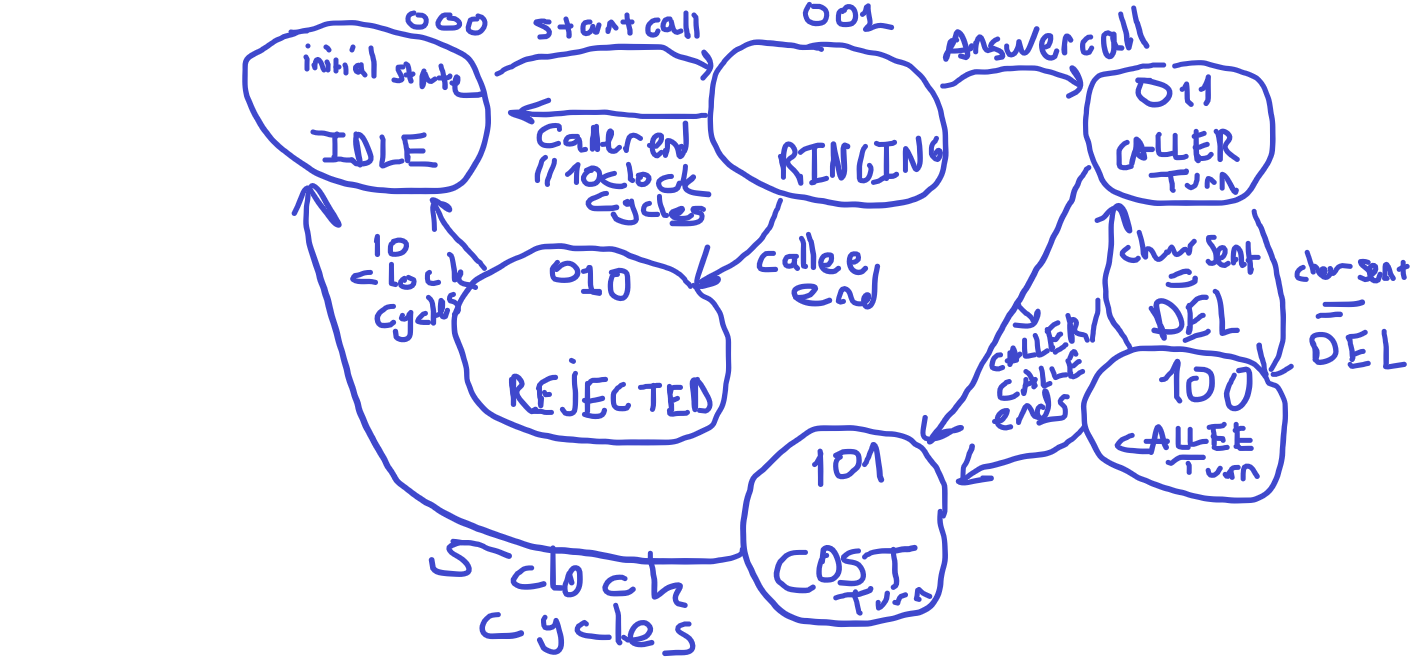 000
initial state
IDLE
start call
001
RINGING
Answer call
011
CALLER
Turn
Caller end
// 10 clock
cycles
callee
end
10
clock
cycles
010
REjECTED
char sent
=
DEL
char sent
=
DEL
CALLER/
CALLE
ends
100
CALLEE
Turn
101
COST
Turn
5 clock
cycles